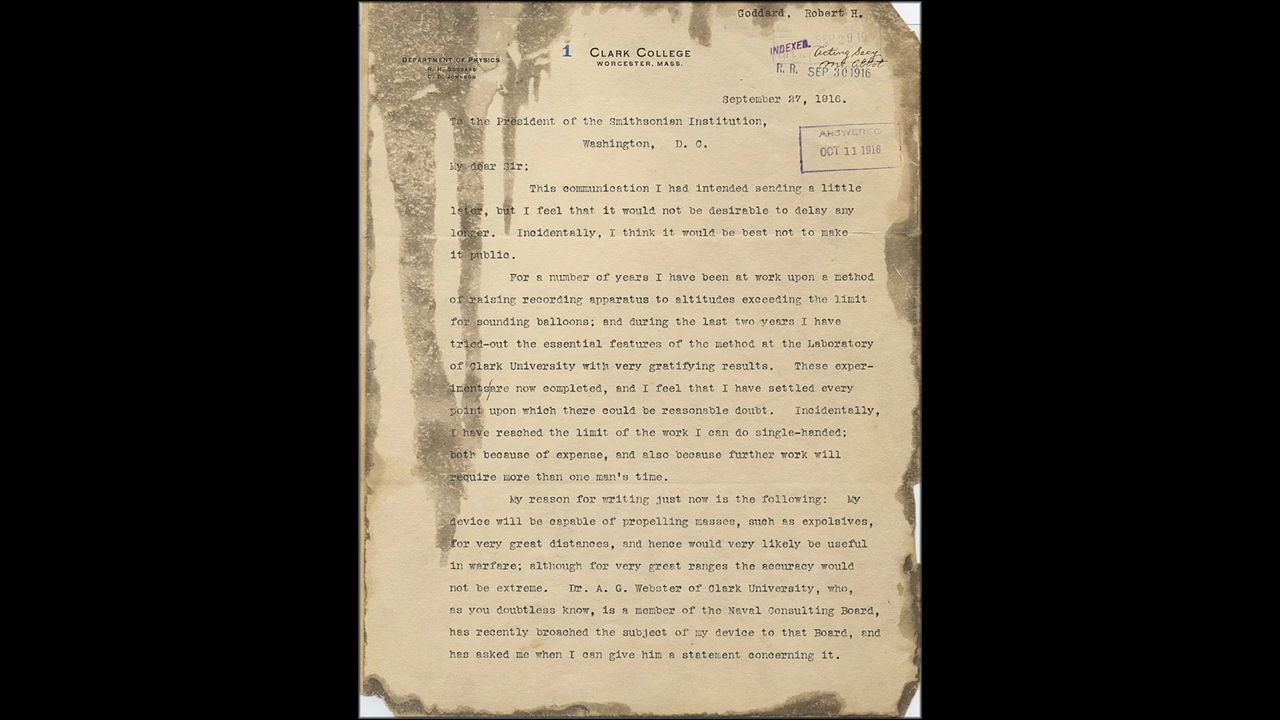 Goddard, Robert H.
SEP 29 19
INDEXED
Acting Secy
Mr. Abbot
R. R. SEP 30 1916
1 CLARK COLLEGE
WORCESTER, MASS.
DEPARTMENT OF PHYSICS
R. H. GODDARD
C. D. JOHNSON
September 27, 1916.
To the President of the Smithsonian Institution,
Washington, D. C.
ANSWERED
OCT 11 1916
My dear Sir;
This communication I had intended sending a little
later, but I feel that it would not be desirable to delay any
longer. Incidentally, I think it would be best not to make
it public.
For a number of years I have been at work upon a method
of raising recording apparatus to altitudes exceeding the limit
for sounding balloons; and during the last two years I have
tried-out the essential features of the method at the Laboratory
of Clark University with very gratifying results. These exper-
iments/are now completed, and I feel that I have settled every
point upon which there could be reasonable doubt. Incidentally,
I have reached the limit of the work I can do single-handed;
both because of expense, and also because further work will
require more than one man's time.
My reason for writing just now is the following: My
device will be capable of propelling masses, such as expolsives,
for very great distances, and hence would very likely be useful
in warfare; although for very great ranges the accuracy would
not be extreme. Dr. A. G. Webster of Clark University, who,
as you doubtless know, is a member of the Naval Consulting Board,
has recently broached the subject of my device to that Board, and
has asked me when I can give him a statement concerning it.